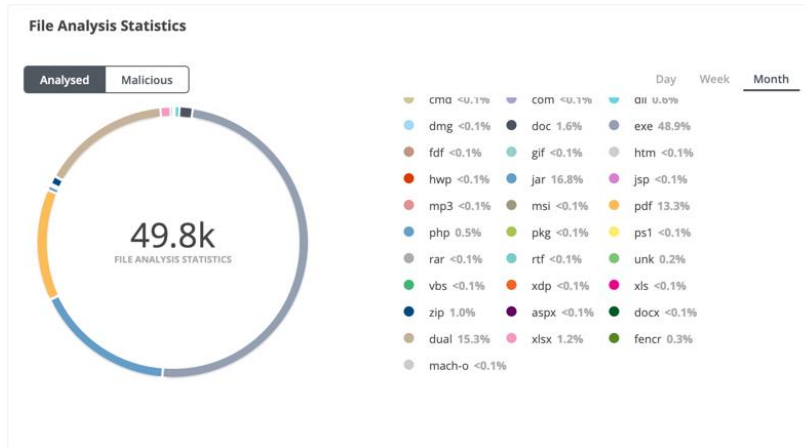 File Analysis Statistics
Analysed Malicious
Day Week Month
cmd <0.1% com <0.1% dll 0.6%
dmg <0.1% doc 1.6% exe 48.9%
fdf <0.1% gif <0.1% htm <0.1%
hwp <0.1% jar 16.8% jsp <0.1%
mp3 <0.1% msi <0.1% pdf 13.3%
php 0.5% pkg <0.1% ps1 <0.1%
rar <0.1% rtf <0.1% unk 0.2%
vbs <0.1% xdp <0.1% xls <0.1%
zip 1.0% aspx <0.1% docx <0.1%
dual 15.3% xlsx 1.2% fencr 0.3%
mach-o <0.1%
49.8k
FILE ANALYSIS STATISTICS